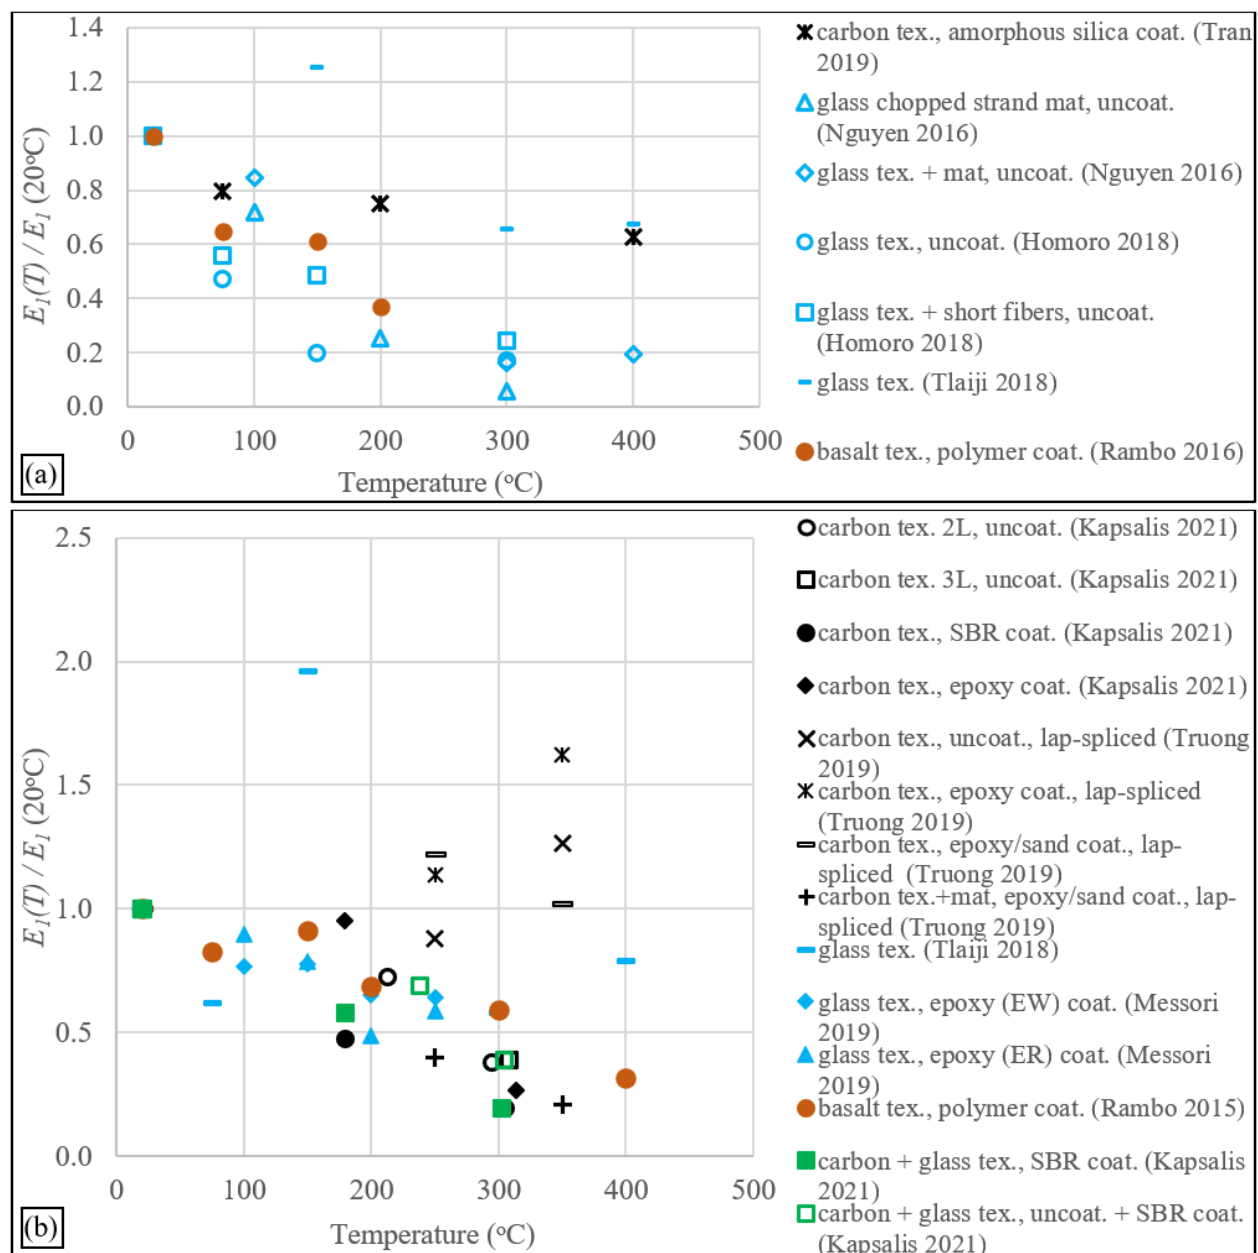 1.4
1.2
1.0
0.8
0.6
0.4
0.2
0.0
E1(T) / E1 (20°C)
0 100 200 300 400 500
Temperature (°C)
(a)
carbon tex., amorphous silica coat. (Tran
2019)
glass chopped strand mat, uncoat.
(Nguyen 2016)
glass tex. + mat, uncoat. (Nguyen 2016)
glass tex., uncoat. (Homoro 2018)
glass tex. + short fibers, uncoat.
(Homoro 2018)
glass tex. (Tlaiji 2018)
basalt tex., polymer coat. (Rambo 2016)
2.5
2.0
1.5
1.0
0.5
0.0
E1(T) / E1 (20°C)
0 100 200 300 400 500
Temperature (°C)
(b)
carbon tex. 2L, uncoat. (Kapsalis 2021)
carbon tex. 3L, uncoat. (Kapsalis 2021)
carbon tex., SBR coat. (Kapsalis 2021)
carbon tex., epoxy coat. (Kapsalis 2021)
carbon tex., uncoat., lap-spliced (Truong
2019)
carbon tex., epoxy coat., lap-spliced
(Truong 2019)
carbon tex., epoxy/sand coat., lap-
spliced (Truong 2019)
carbon tex.+mat, epoxy/sand coat., lap-
spliced (Truong 2019)
glass tex. (Tlaiji 2018)
glass tex., epoxy (EW) coat. (Messori
2019)
glass tex., epoxy (ER) coat. (Messori
2019)
basalt tex., polymer coat. (Rambo 2015)
carbon + glass tex., SBR coat. (Kapsalis
2021)
carbon + glass tex., uncoat. + SBR coat.
(Kapsalis 2021)